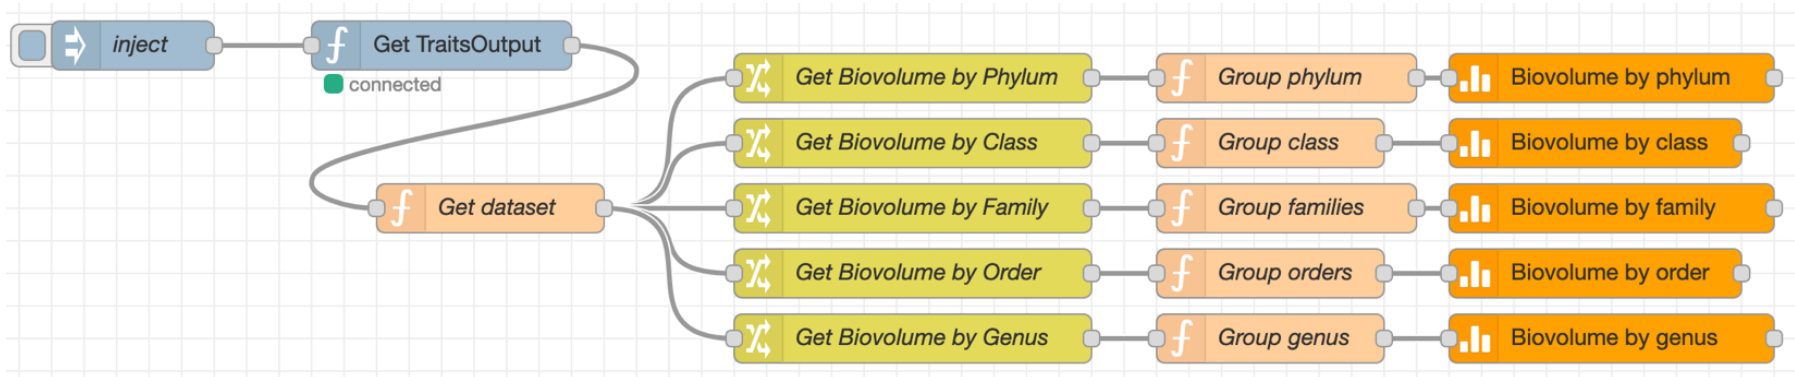 inject
Get TraitsOutput
connected
Get dataset
Get Biovolume by Phylum
Group phylum
Biovolume by phylum
Get Biovolume by Class
Group class
Biovolume by class
Get Biovolume by Family
Group families
Biovolume by family
Get Biovolume by Order
Group orders
Biovolume by order
Get Biovolume by Genus
Group genus
Biovolume by genus